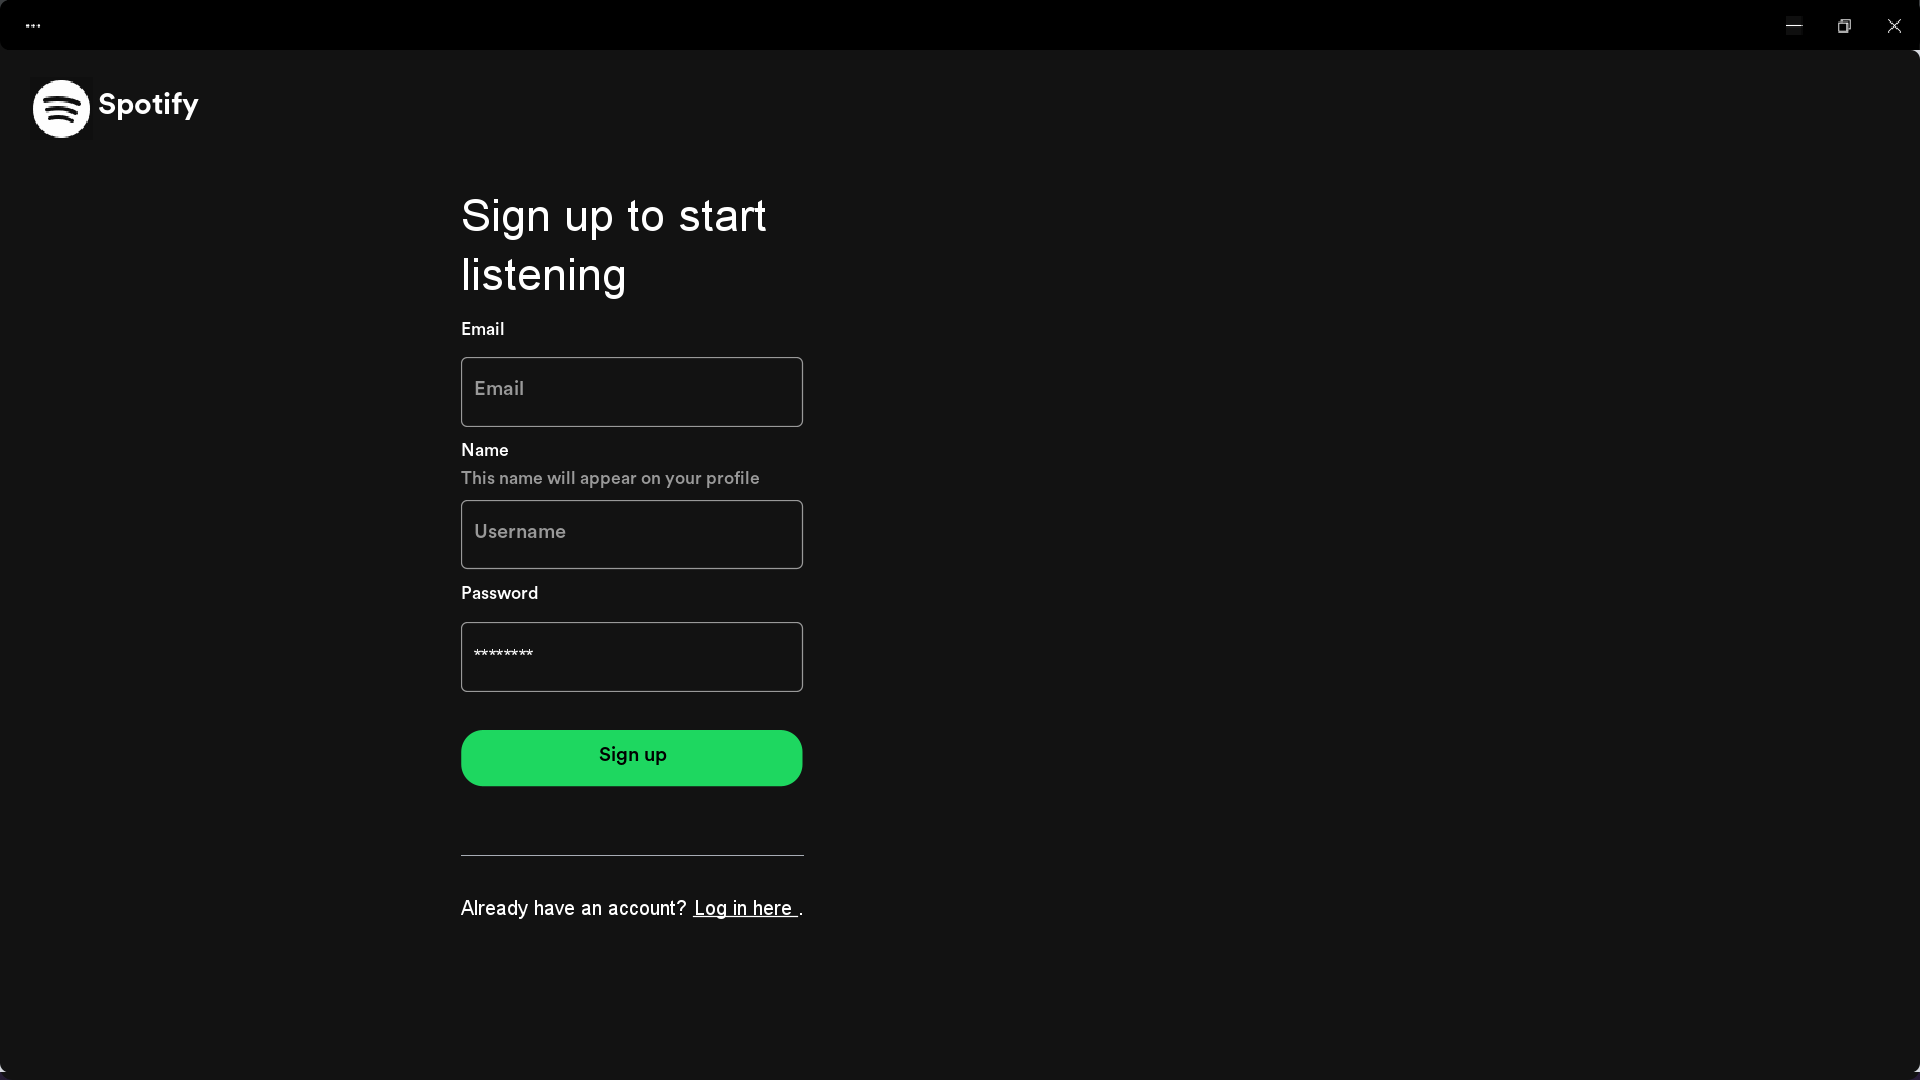 Spotify
Sign up to start
listening
Email
Email
Name
This name will appear on your profile
Username
Password
********
Sign up
Already have an account? Log in here .